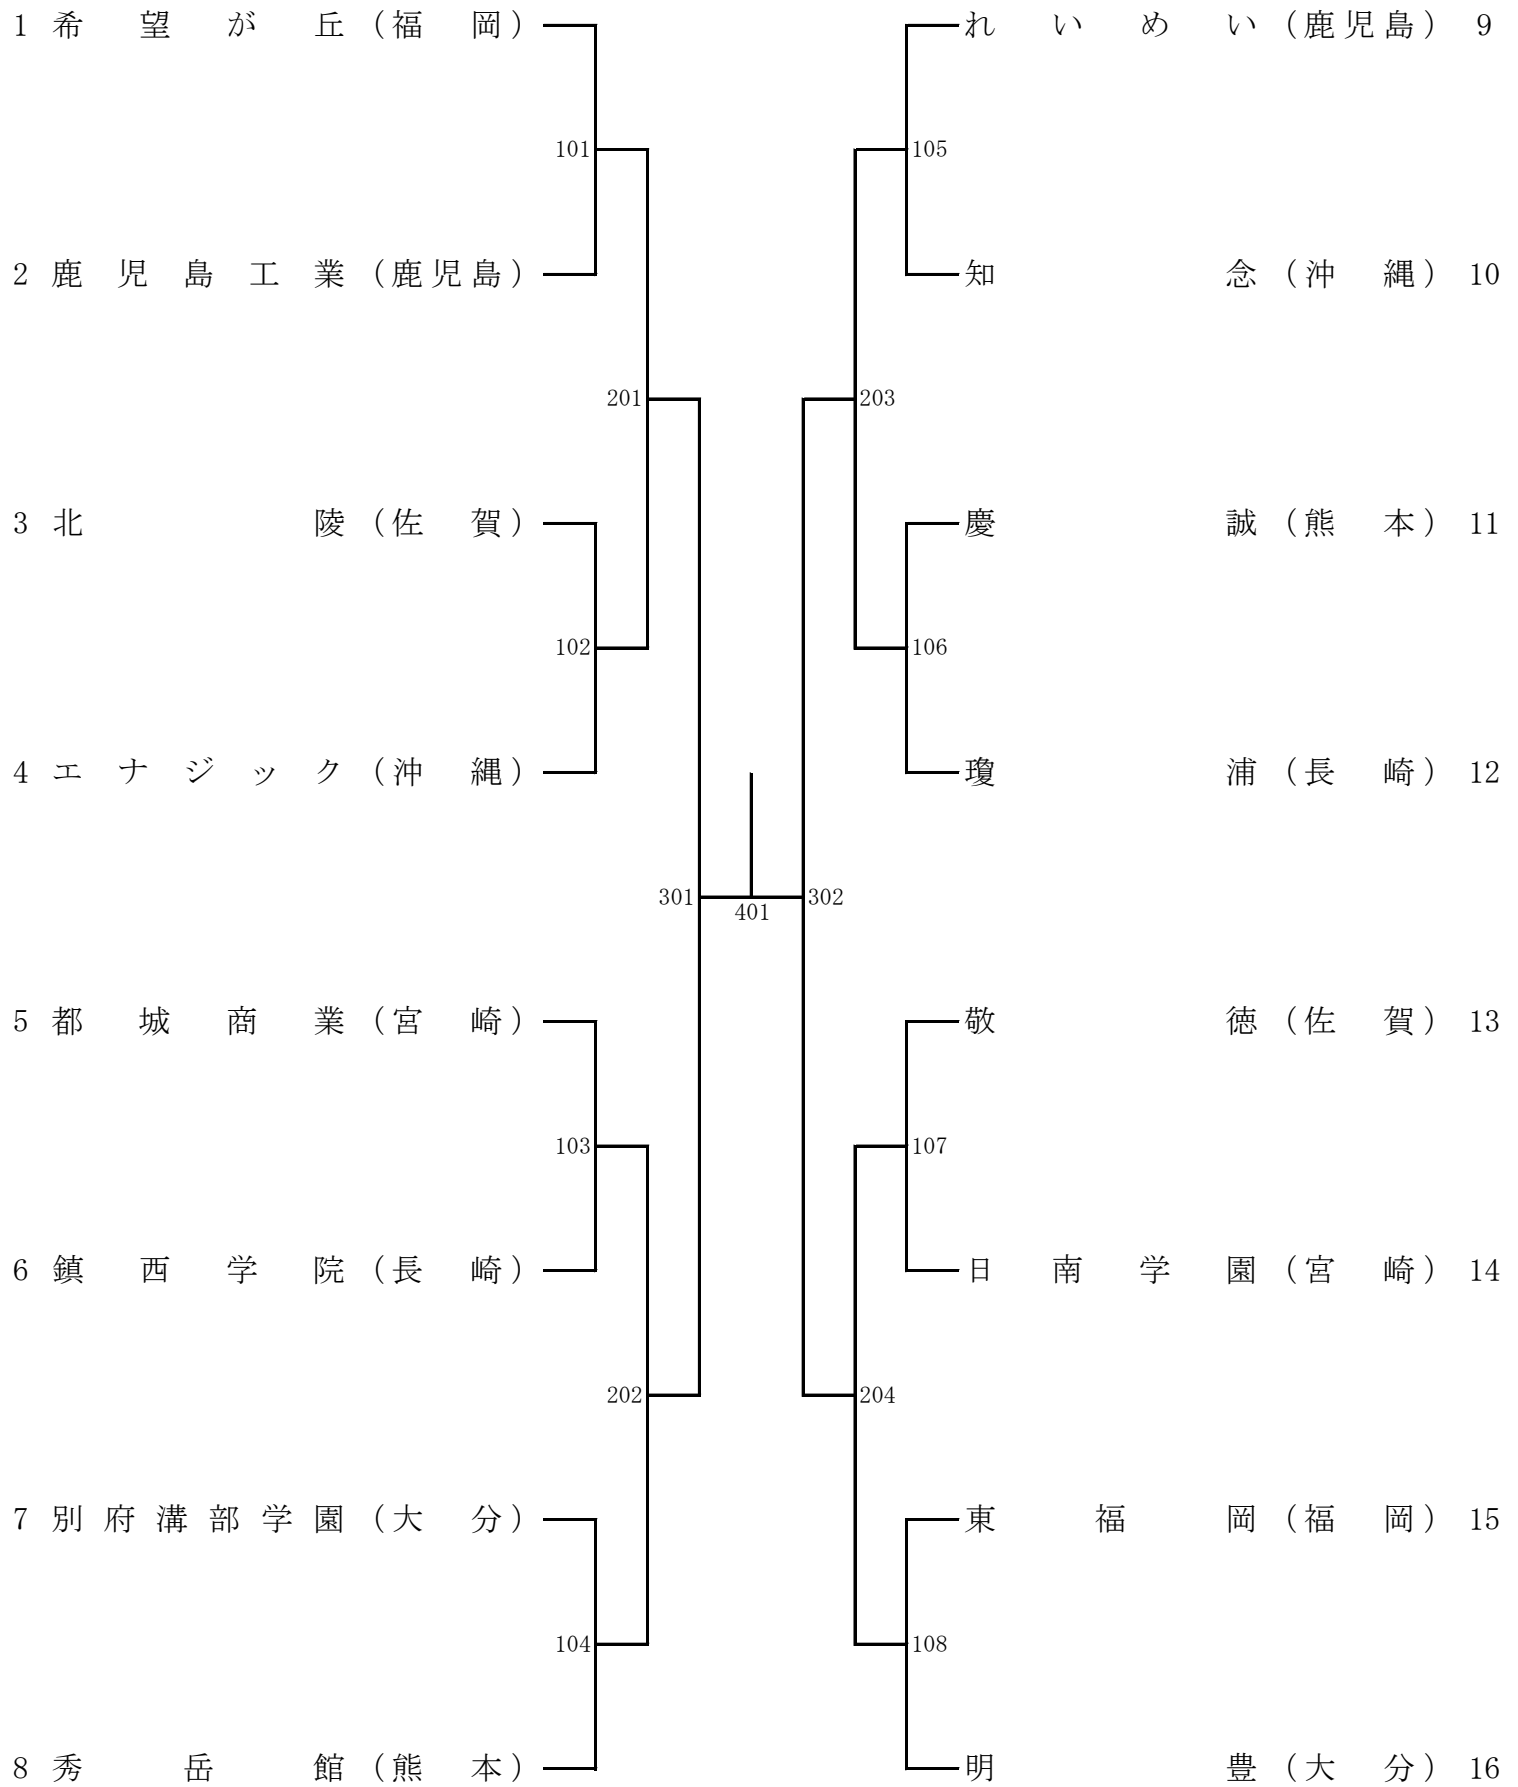 1 希望が丘（福岡）
れいめい（鹿児島） 9
101
105
2 鹿児島工業（鹿児島）
知念（沖縄） 10
201
203
3 北陵（佐賀）
慶誠（熊本） 11
102
106
4 エナジック（沖縄）
瓊浦（長崎） 12
301
302
401
5 都城商業（宮崎）
敬徳（佐賀） 13
103
107
6 鎮西学院（長崎）
日南学園（宮崎） 14
202
204
7 別府溝部学園（大分）
東福岡（福岡） 15
104
108
8 秀岳館（熊本）
明豊（大分） 16